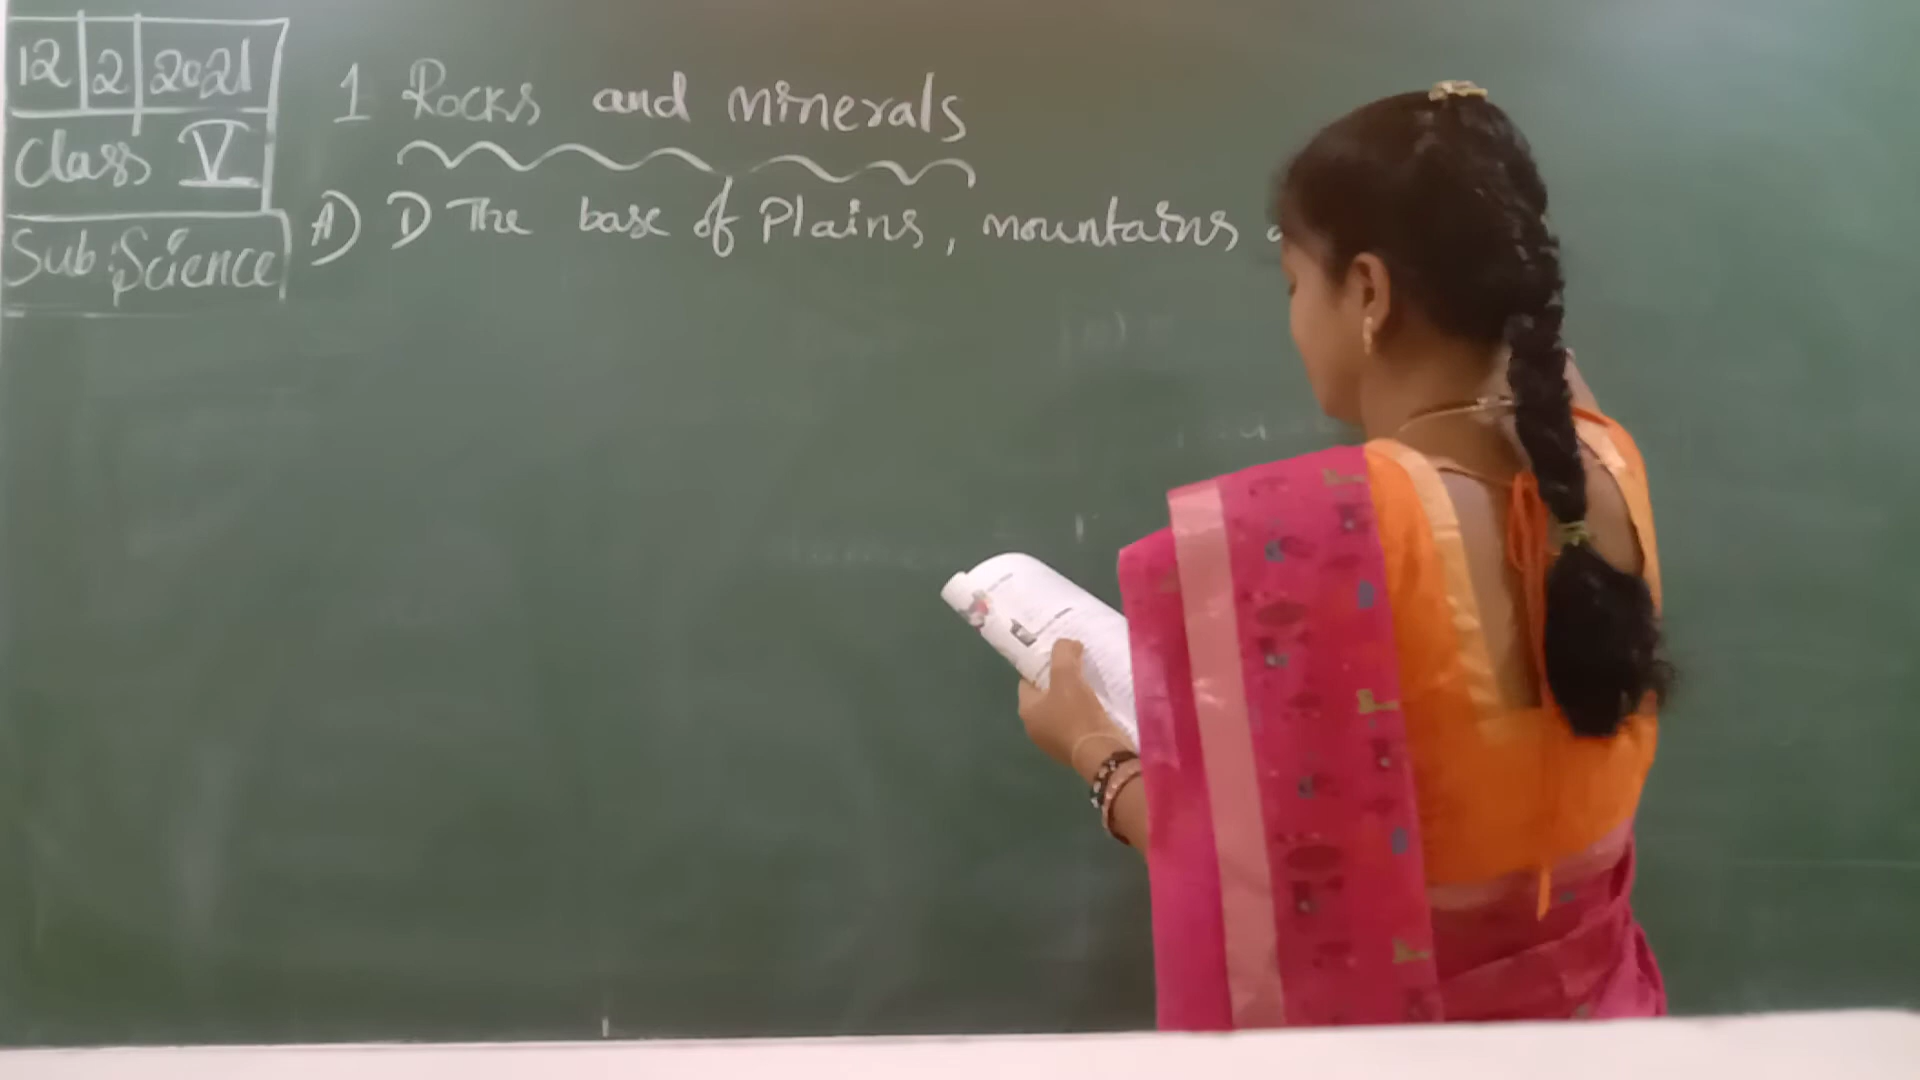 12 2 2021
Class V
Sub: Science
1 Rocks and minerals
A) 1) The base of Plains, mountains